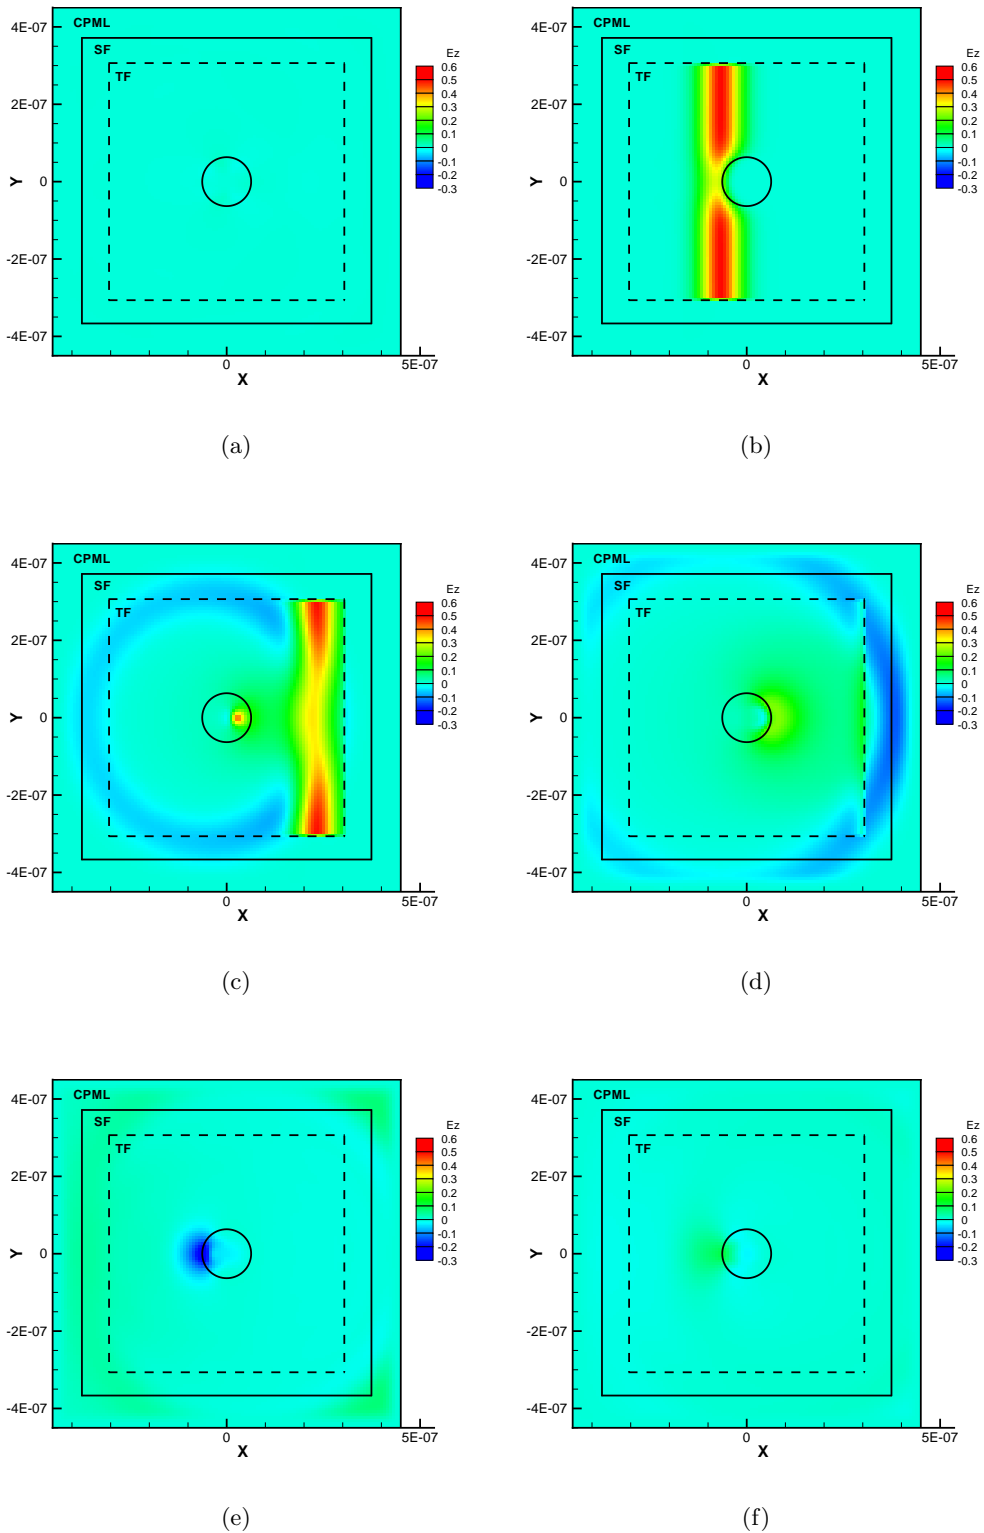 CPML
SF
TF
Ez
0.6
0.5
0.4
0.3
0.2
0.1
0
-0.1
-0.2
-0.3
4E-07
2E-07
0
-2E-07
-4E-07
Y
0
5E-07
X
(a)
CPML
SF
TF
Ez
0.6
0.5
0.4
0.3
0.2
0.1
0
-0.1
-0.2
-0.3
4E-07
2E-07
0
-2E-07
-4E-07
Y
0
5E-07
X
(b)
CPML
SF
TF
Ez
0.6
0.5
0.4
0.3
0.2
0.1
0
-0.1
-0.2
-0.3
4E-07
2E-07
0
-2E-07
-4E-07
Y
0
5E-07
X
(c)
CPML
SF
TF
Ez
0.6
0.5
0.4
0.3
0.2
0.1
0
-0.1
-0.2
-0.3
4E-07
2E-07
0
-2E-07
-4E-07
Y
0
5E-07
X
(d)
CPML
SF
TF
Ez
0.6
0.5
0.4
0.3
0.2
0.1
0
-0.1
-0.2
-0.3
4E-07
2E-07
0
-2E-07
-4E-07
Y
0
5E-07
X
(e)
CPML
SF
TF
Ez
0.6
0.5
0.4
0.3
0.2
0.1
0
-0.1
-0.2
-0.3
4E-07
2E-07
0
-2E-07
-4E-07
Y
0
5E-07
X
(f)